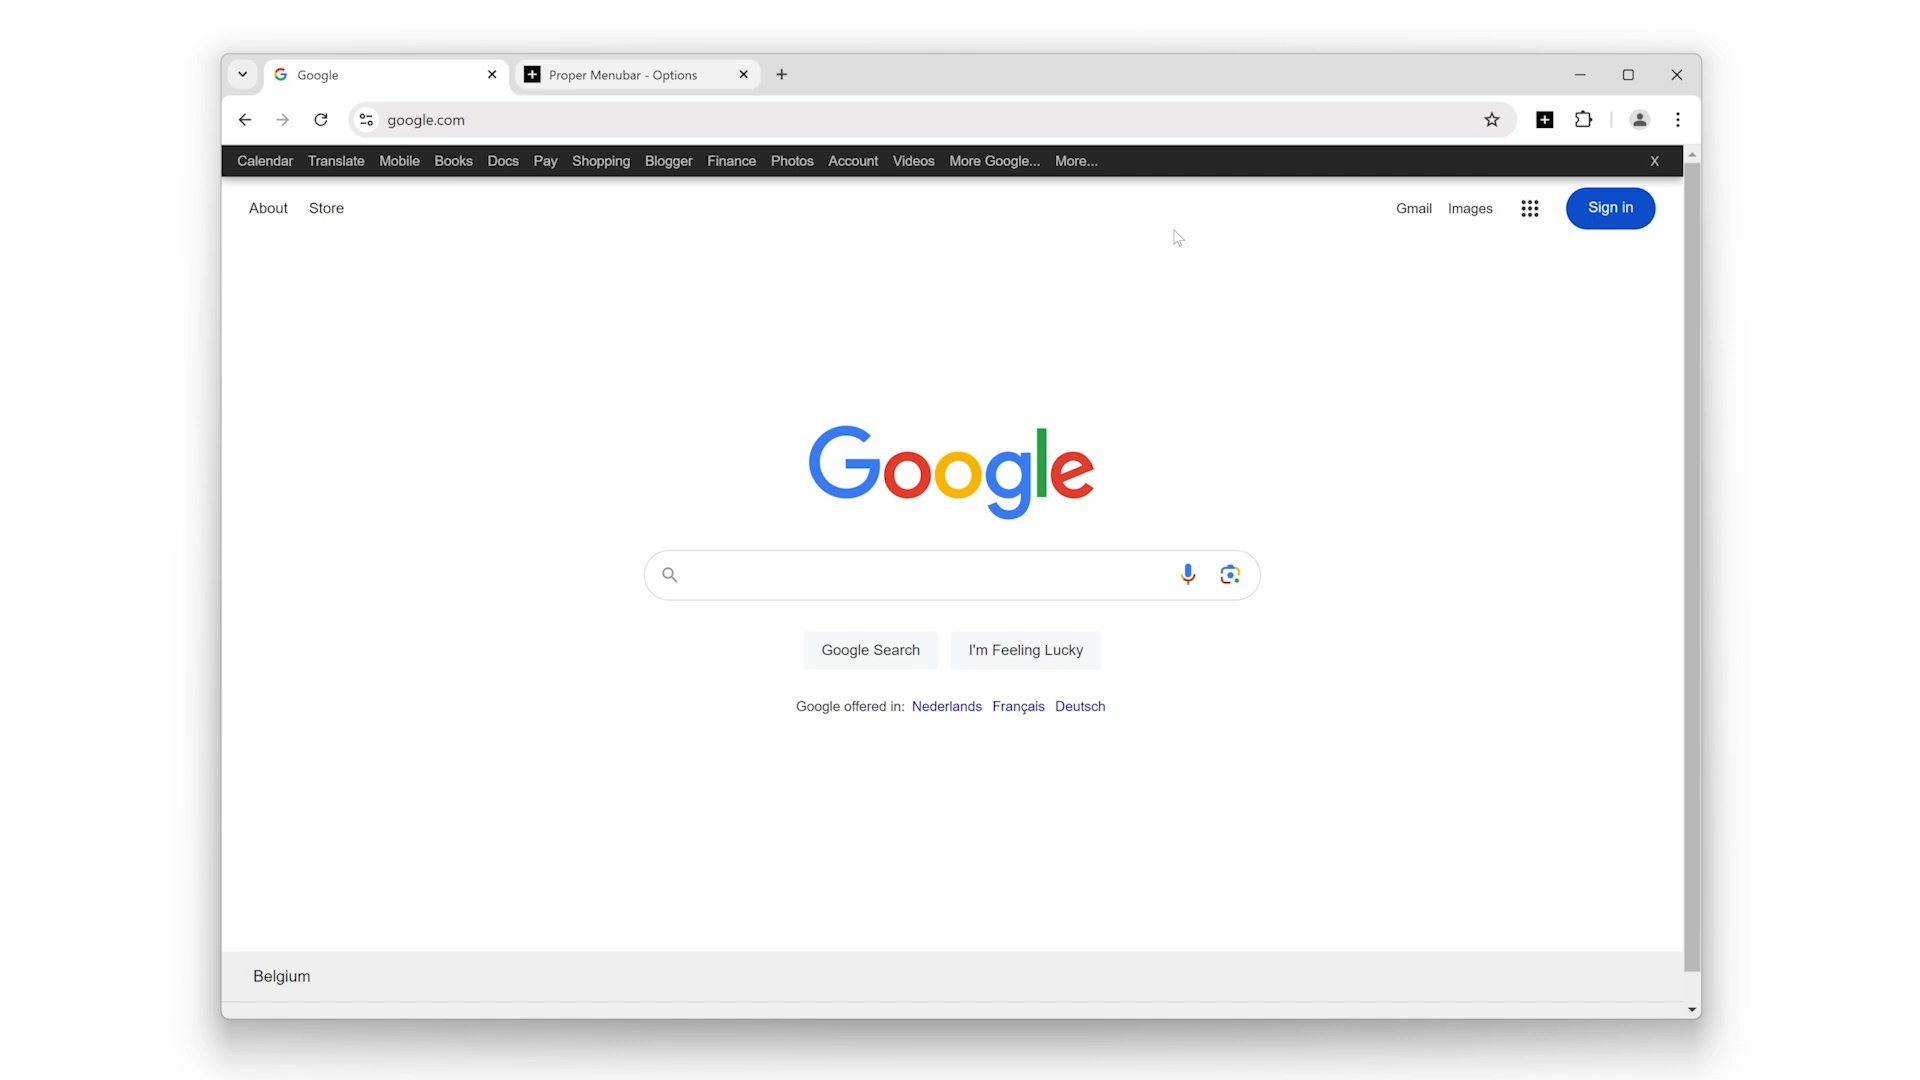 Google
Proper Menubar - Options
google.com
Calendar Translate Mobile Books Docs Pay Shopping Blogger Finance Photos Account Videos More Google... More... X
About Store Gmail Images Sign in
Google
Google Search I'm Feeling Lucky
Google offered in: Nederlands Français Deutsch
Belgium